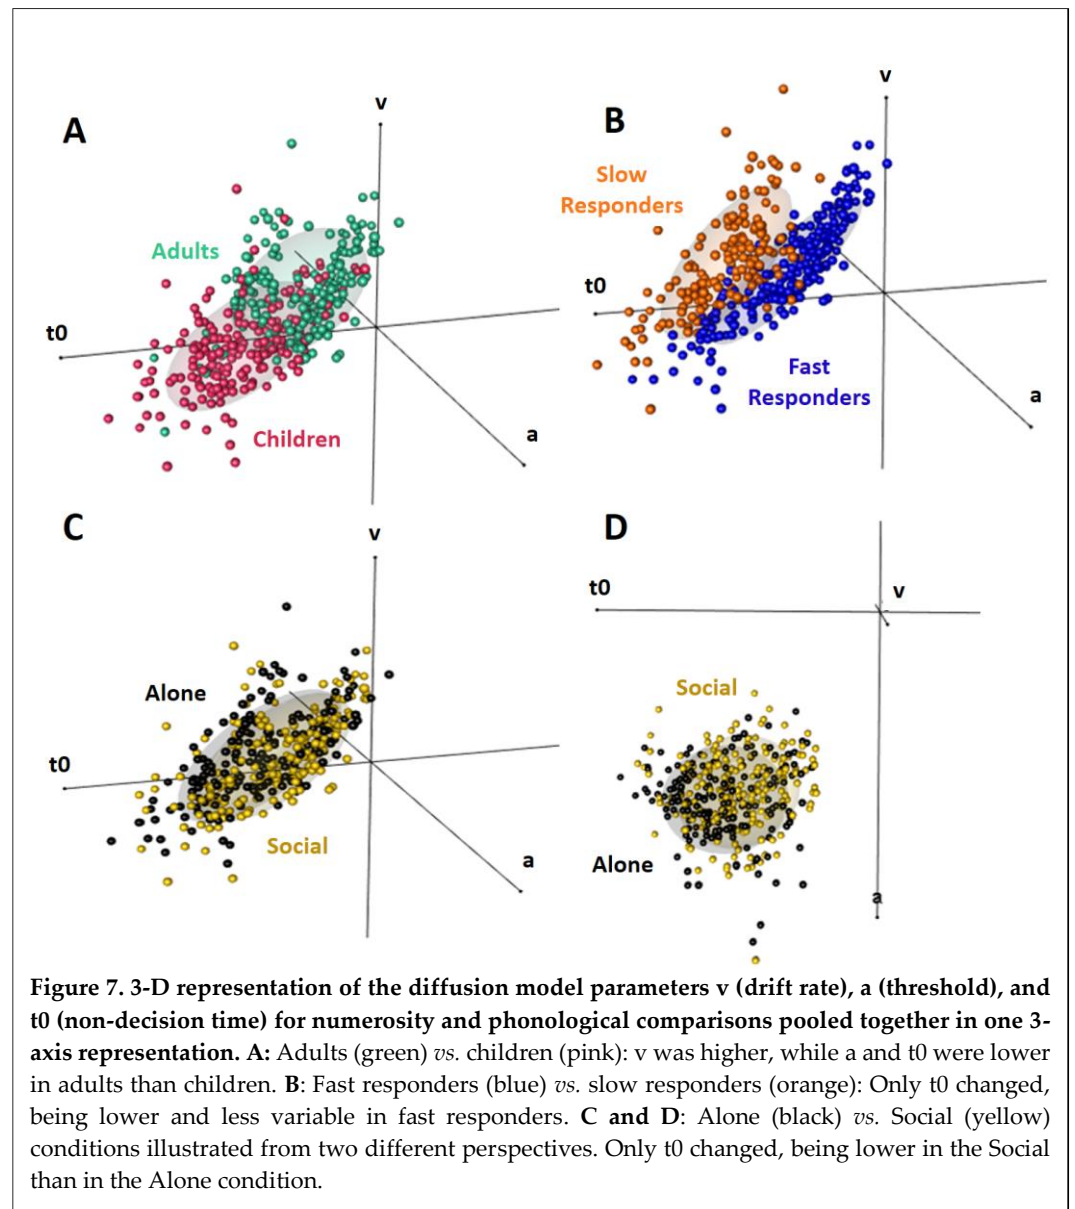 A
v
Adults
t0
Children
a
B
v
Slow
Responders
t0
Fast
Responders
a
C
v
Alone
t0
Social
a
D
t0
v
Social
Alone
a
Figure 7. 3-D representation of the diffusion model parameters v (drift rate), a (threshold), and
t0 (non-decision time) for numerosity and phonological comparisons pooled together in one 3-
axis representation. A: Adults (green) vs. children (pink): v was higher, while a and t0 were lower
in adults than children. B: Fast responders (blue) vs. slow responders (orange): Only t0 changed,
being lower and less variable in fast responders. C and D: Alone (black) vs. Social (yellow)
conditions illustrated from two different perspectives. Only t0 changed, being lower in the Social
than in the Alone condition.